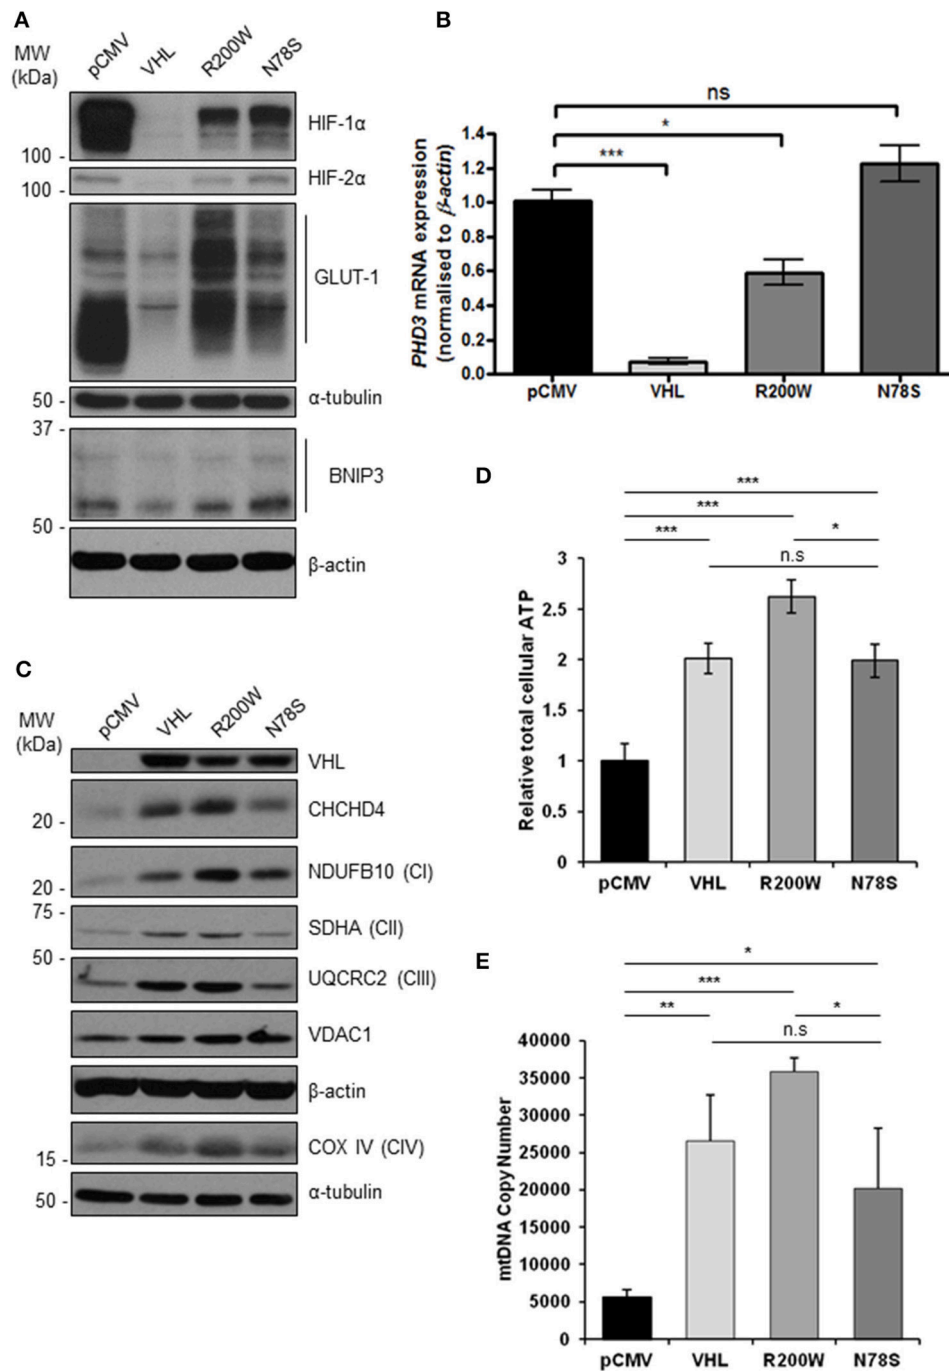 A
MW
(kDa)
pCMV
VHL
R200W
N78S
HIF-1α
100 -
HIF-2α
100 -
GLUT-1
50 -
α-tubulin
37 -
BNIP3
50 -
β-actin
B
ns
*
***
PHD3 mRNA expression
(normalised to β-actin)
1.4
1.2
1.0
0.8
0.6
0.4
0.2
0.0
pCMV
VHL
R200W
N78S
C
MW
(kDa)
pCMV
VHL
R200W
N78S
VHL
CHCHD4
20 -
NDUFB10 (CI)
20 -
75 -
SDHA (CII)
50 -
UQCRC2 (CIII)
VDAC1
β-actin
COX IV (CIV)
15 -
α-tubulin
50 -
D
***
***
***
*
n.s
Relative total cellular ATP
3
2.5
2
1.5
1
0.5
0
pCMV
VHL
R200W
N78S
E
*
***
**
*
n.s
mtDNA Copy Number
40000
35000
30000
25000
20000
15000
10000
5000
0
pCMV
VHL
R200W
N78S